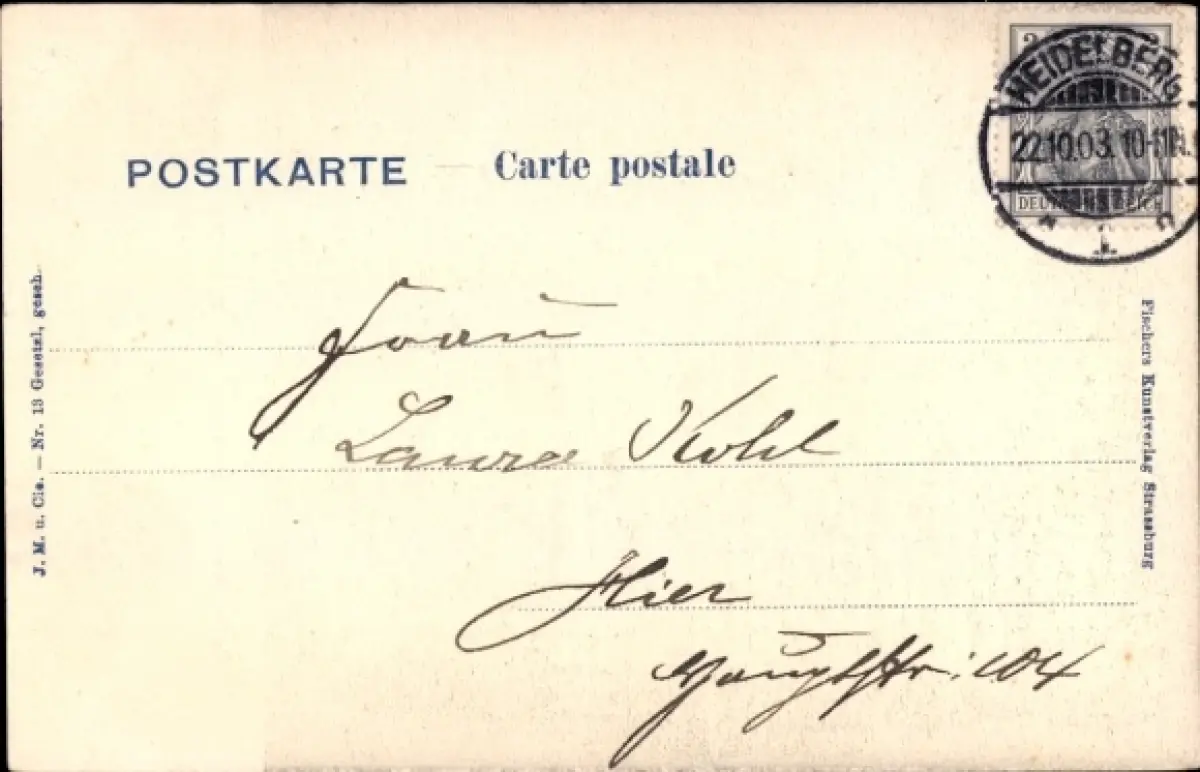 POSTKARTE — Carte postale
HEIDELBERG
22.10.03. 10-11N.
1.
DEUTSCHES REICH
J. M. u. Cie. – Nr. 13 Gesetzl. gesch.
Fischers Kunstverlag Strassburg
Frau
Laura Kohl
Hier
Hauptstr. 104